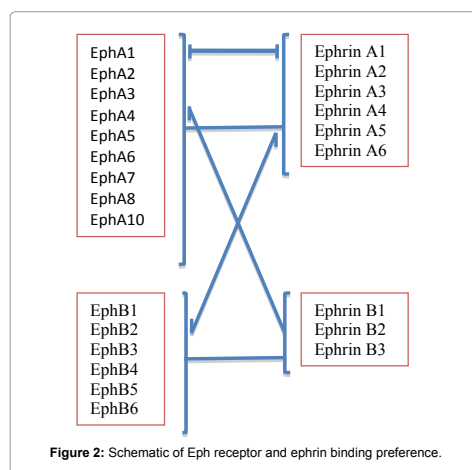 EphA1
EphA2
EphA3
EphA4
EphA5
EphA6
EphA7
EphA8
EphA10
Ephrin A1
Ephrin A2
Ephrin A3
Ephrin A4
Ephrin A5
Ephrin A6
EphB1
EphB2
EphB3
EphB4
EphB5
EphB6
Ephrin B1
Ephrin B2
Ephrin B3
Figure 2: Schematic of Eph receptor and ephrin binding preference.